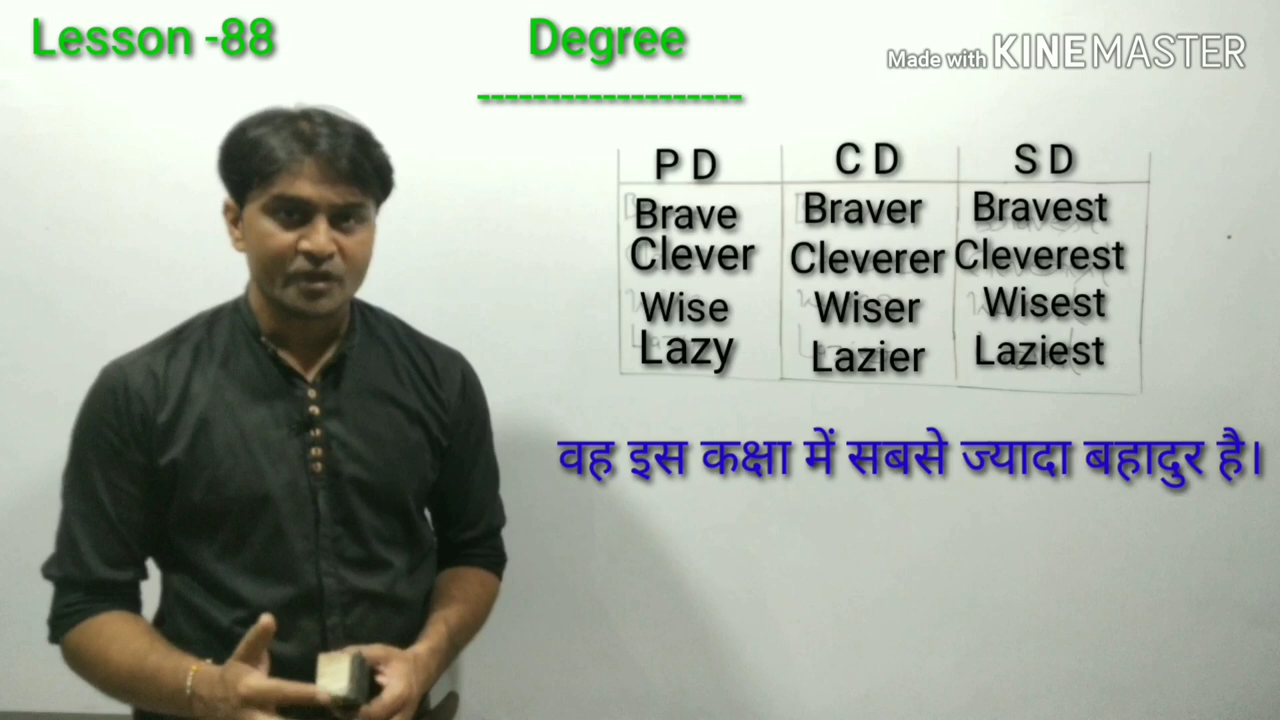 Lesson -88
Degree
Made with KINEMASTER
-------------------
P D C D S D
Brave Braver Bravest
Clever Cleverer Cleverest
Wise Wiser Wisest
Lazy Lazier Laziest
वह इस कक्षा में सबसे ज्यादा बहादुर है।